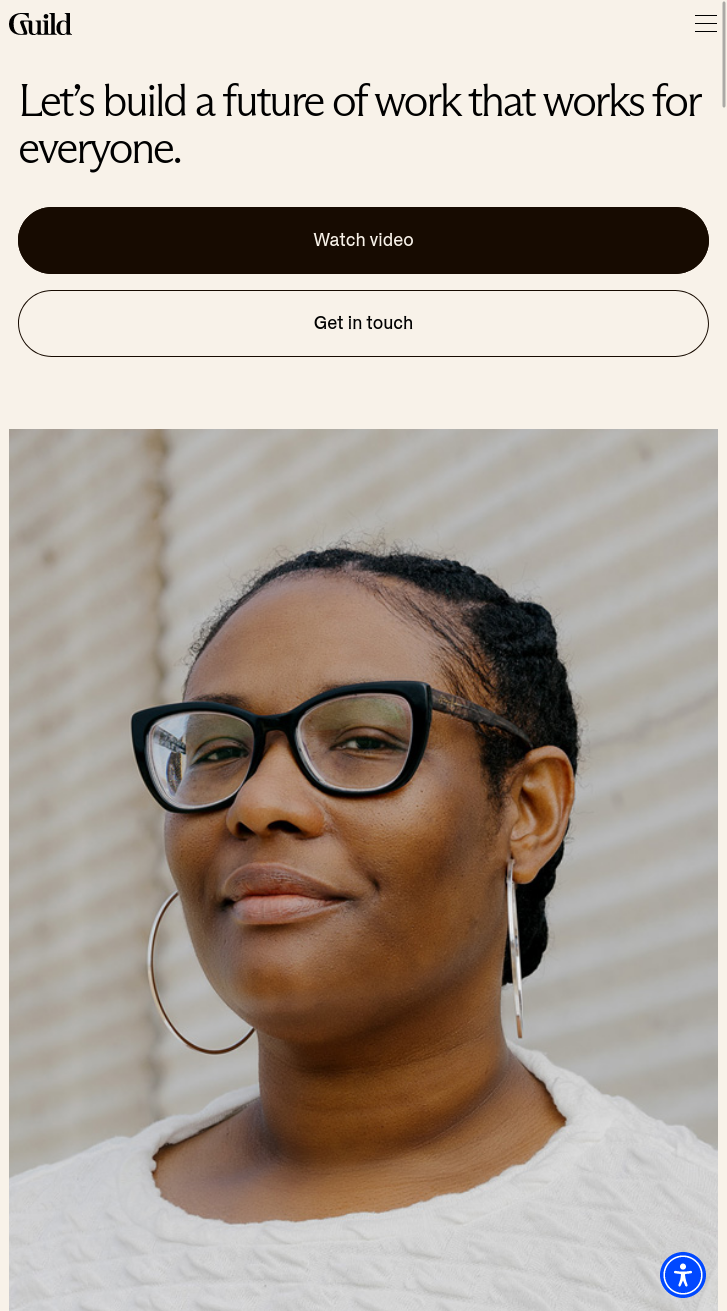 Guild
Let’s build a future of work that works for
everyone.
Watch video
Get in touch